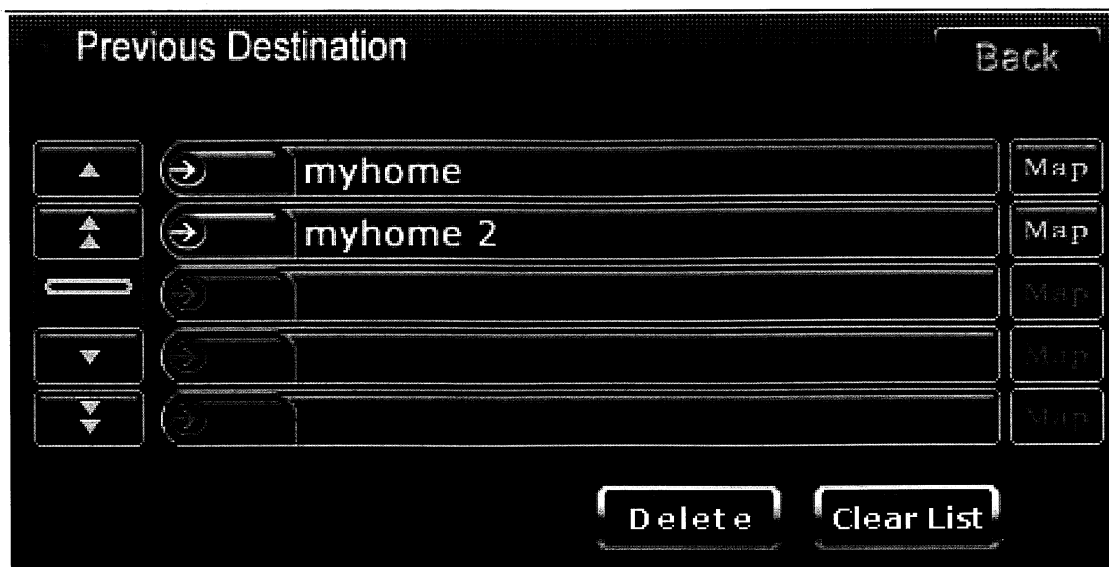 Previous Destination
Back
myhome
Map
myhome 2
Map
Map
Map
Map
Delete
Clear List